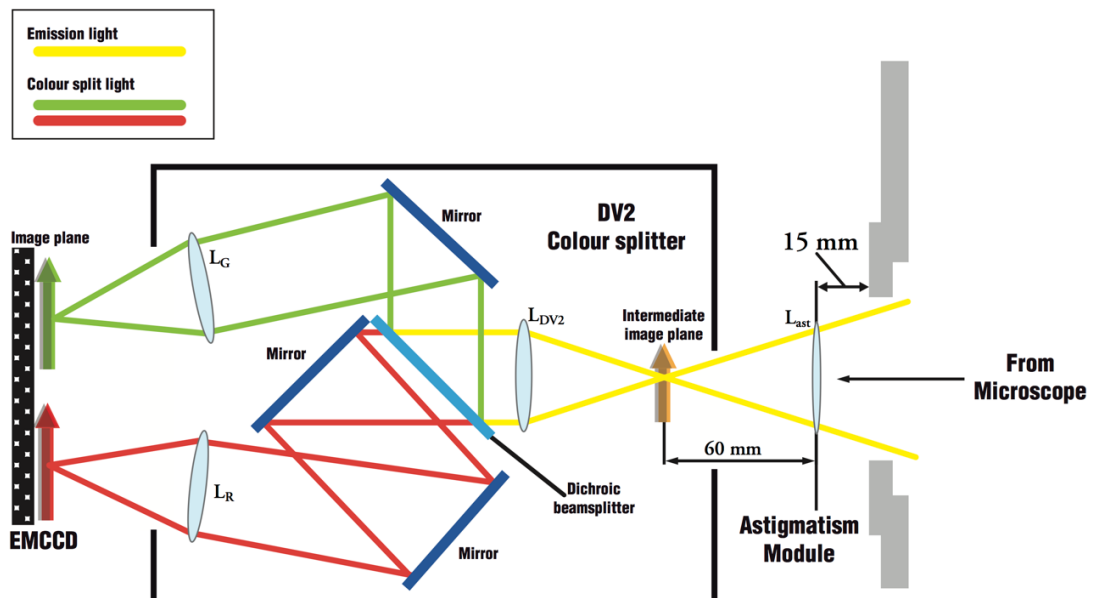 Emission light
Colour split light
Mirror
DV2
Colour splitter
Image plane
L_G
15 mm
L_DV2
Intermediate
image plane
L_ast
Mirror
From
Microscope
60 mm
L_R
Dichroic
beamsplitter
EMCCD
Mirror
Astigmatism
Module